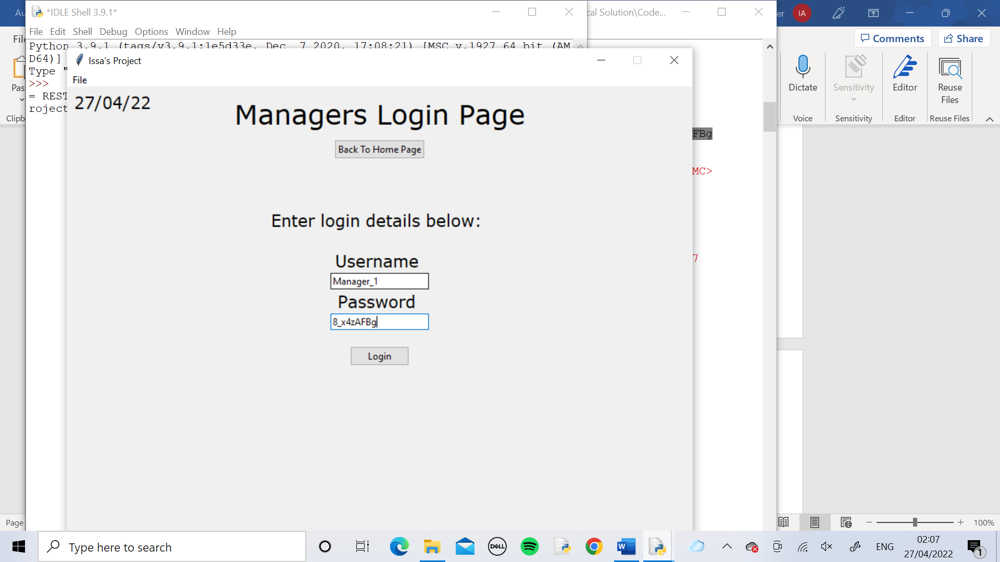 *IDLE Shell 3.9.1*
cal Solution\Code...
er
IA
File Edit Shell Debug Options Window Help
Comments
Share
Python 3.9.1 (tags/v3.9.1:1e5d33e, Dec 7 2020, 17:08:21) [MSC v.1927 64 bit (AM
D64)]
Type "
>>>
= REST
roject
Pas
Clipb
Issa's Project
File
27/04/22
Managers Login Page
Back To Home Page
Enter login details below:
Username
Manager_1
Password
8_x4zAFBg
Login
FBg
MC>
7
Dictate
Sensitivity
Editor
Reuse
Files
Voice
Sensitivity
Editor
Reuse Files
Page
100%
Type here to search
DELL
W
ENG
02:07
27/04/2022
1